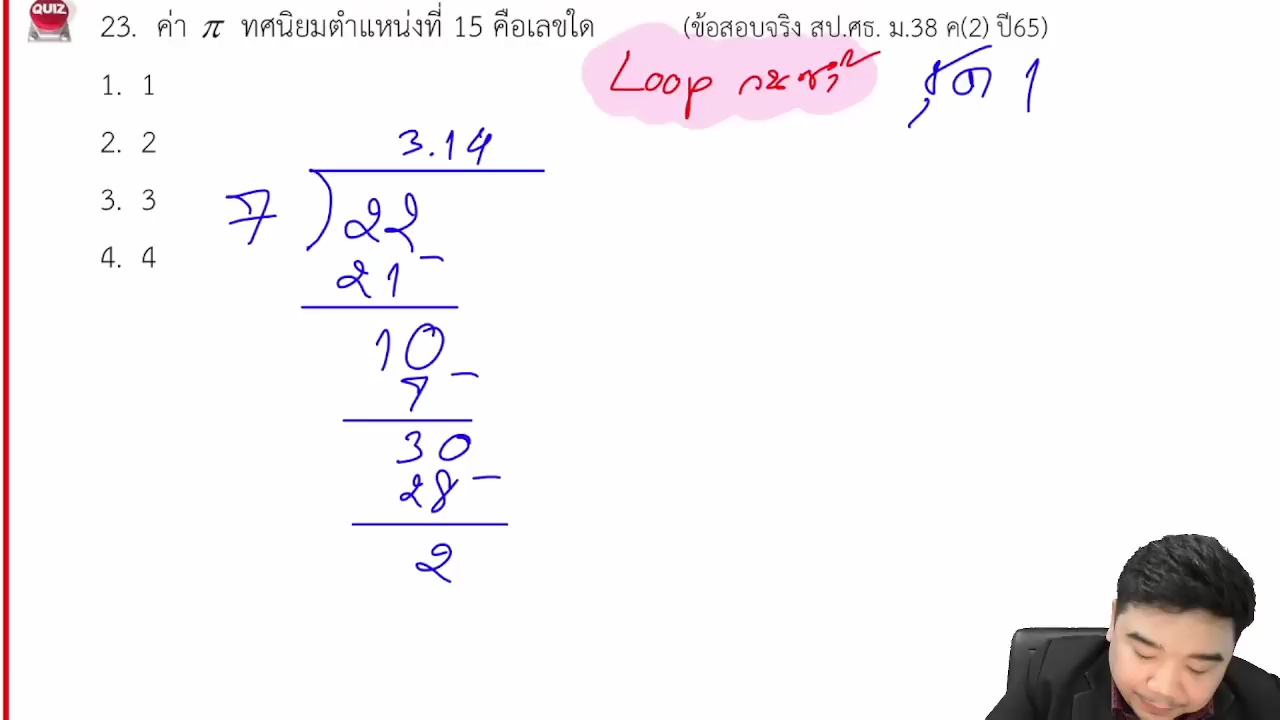 QUIZ
23. ค่า π ทศนิยมตำแหน่งที่ 15 คือเลขใด (ข้อสอบจริง สป.ศธ. ม.38 ค(2) ปี65)
Loop
1. 1
2. 2
3. 3
4. 4
3.14
7 ) 22
21 -
10
7 -
30
28 -
2